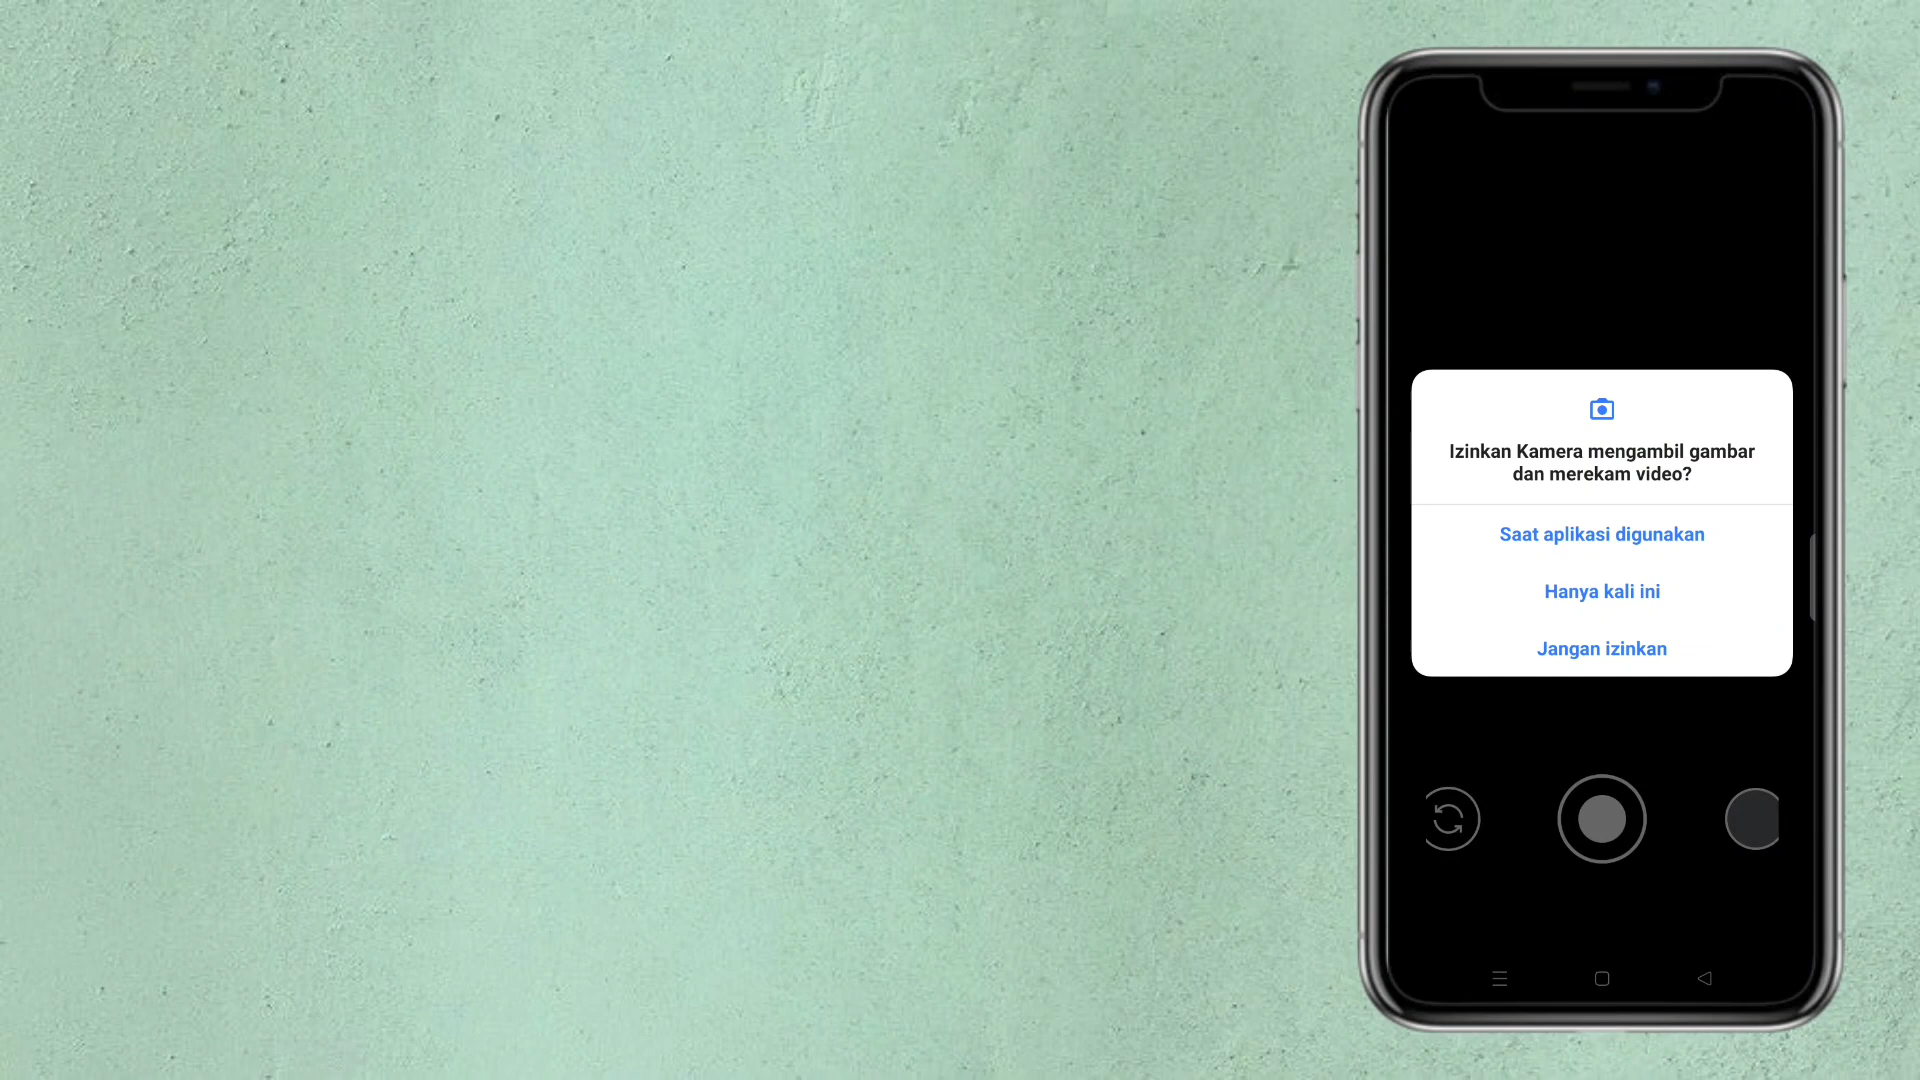 Izinkan Kamera mengambil gambar
dan merekam video?
Saat aplikasi digunakan
Hanya kali ini
Jangan izinkan